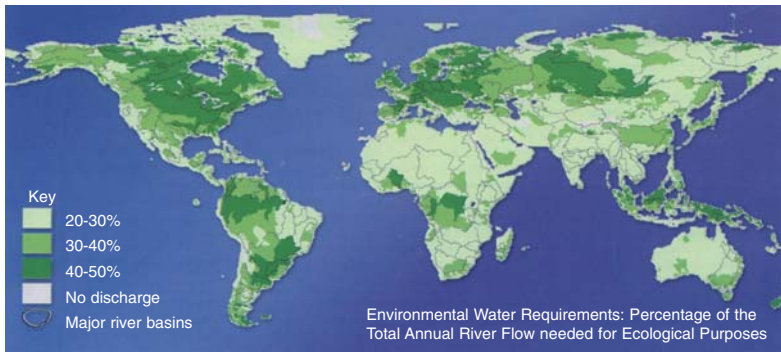 Key
20-30%
30-40%
40-50%
No discharge
Major river basins
Environmental Water Requirements: Percentage of the
Total Annual River Flow needed for Ecological Purposes